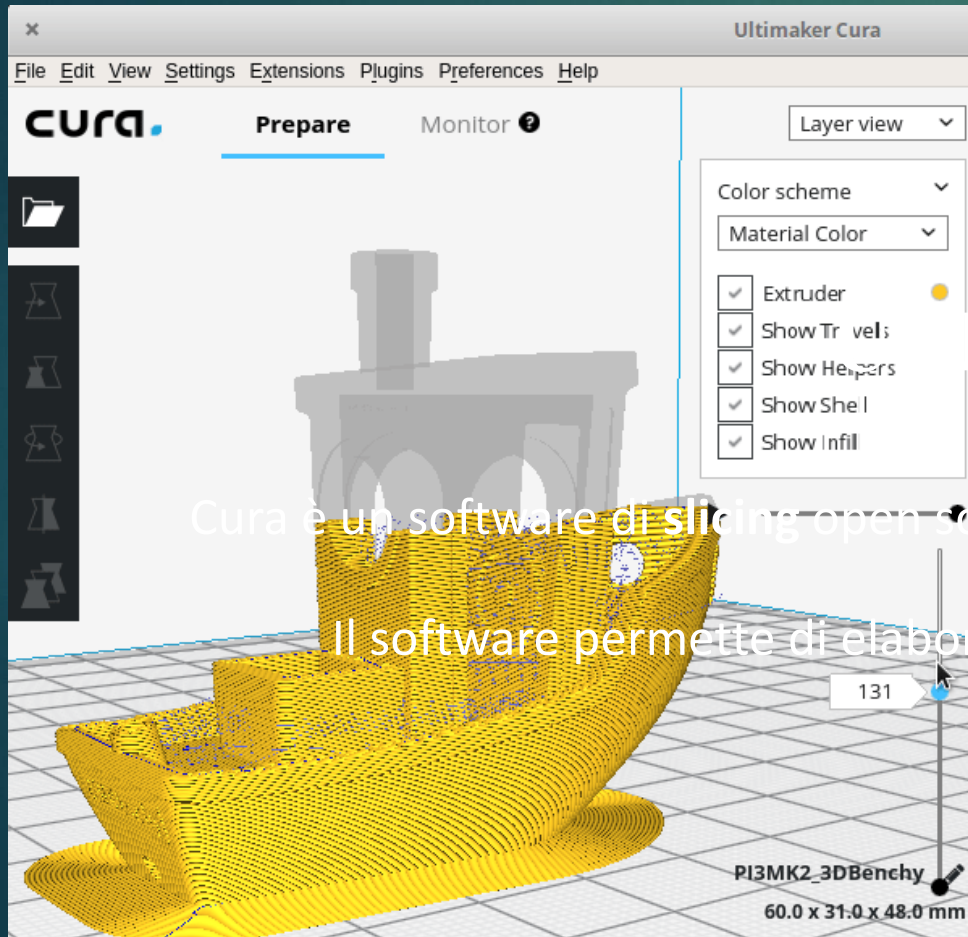 Ultimaker Cura
File Edit View Settings Extensions Plugins Preferences Help
cura. Prepare Monitor ?
Layer view
Color scheme
Material Color
Extruder
Show Travels
Show Helpers
Show Shell
Show Infill
Cura è un software di slicing open
Il software permette di
131
PI3MK2_3DBenchy
60.0 x 31.0 x 48.0 mm